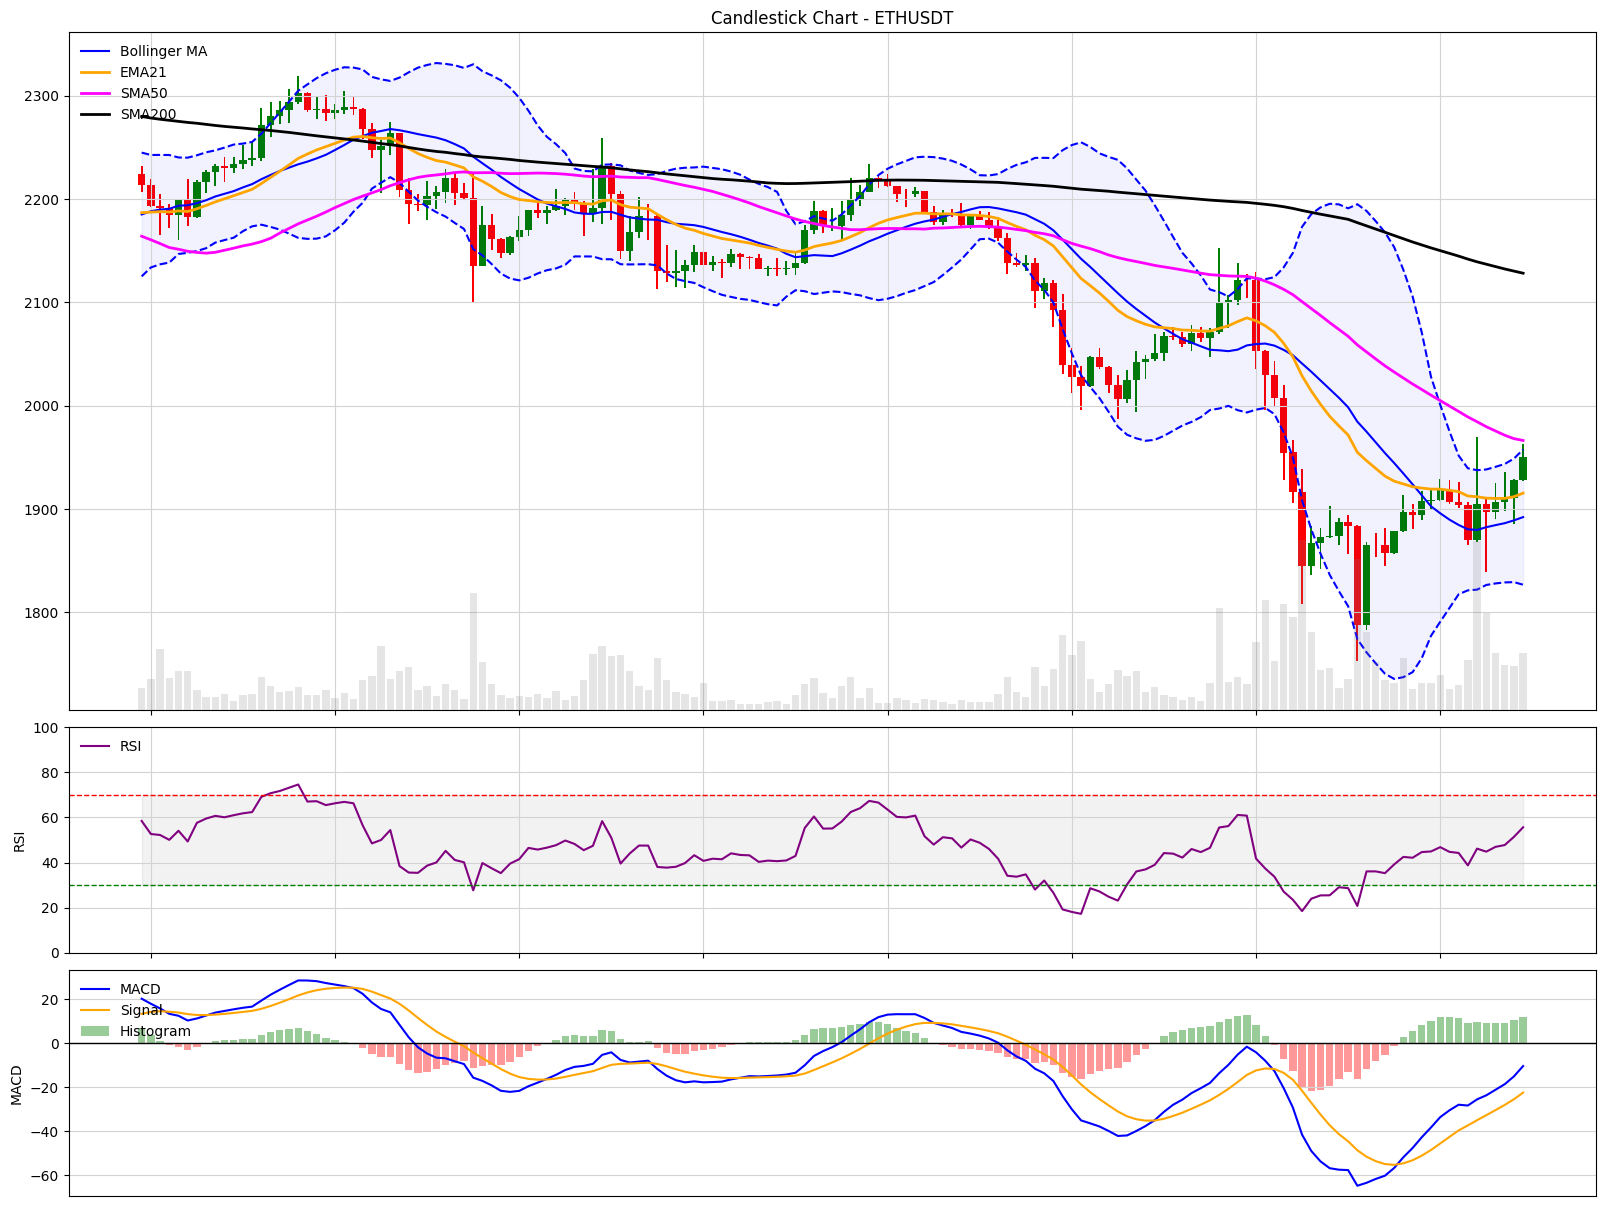 Candlestick Chart - ETHUSDT
Bollinger MA
EMA21
SMA50
SMA200
2300
2200
2100
2000
1900
1800
RSI
100
80
60
40
20
0
RSI
MACD
Signal
Histogram
20
0
−20
−40
−60
MACD